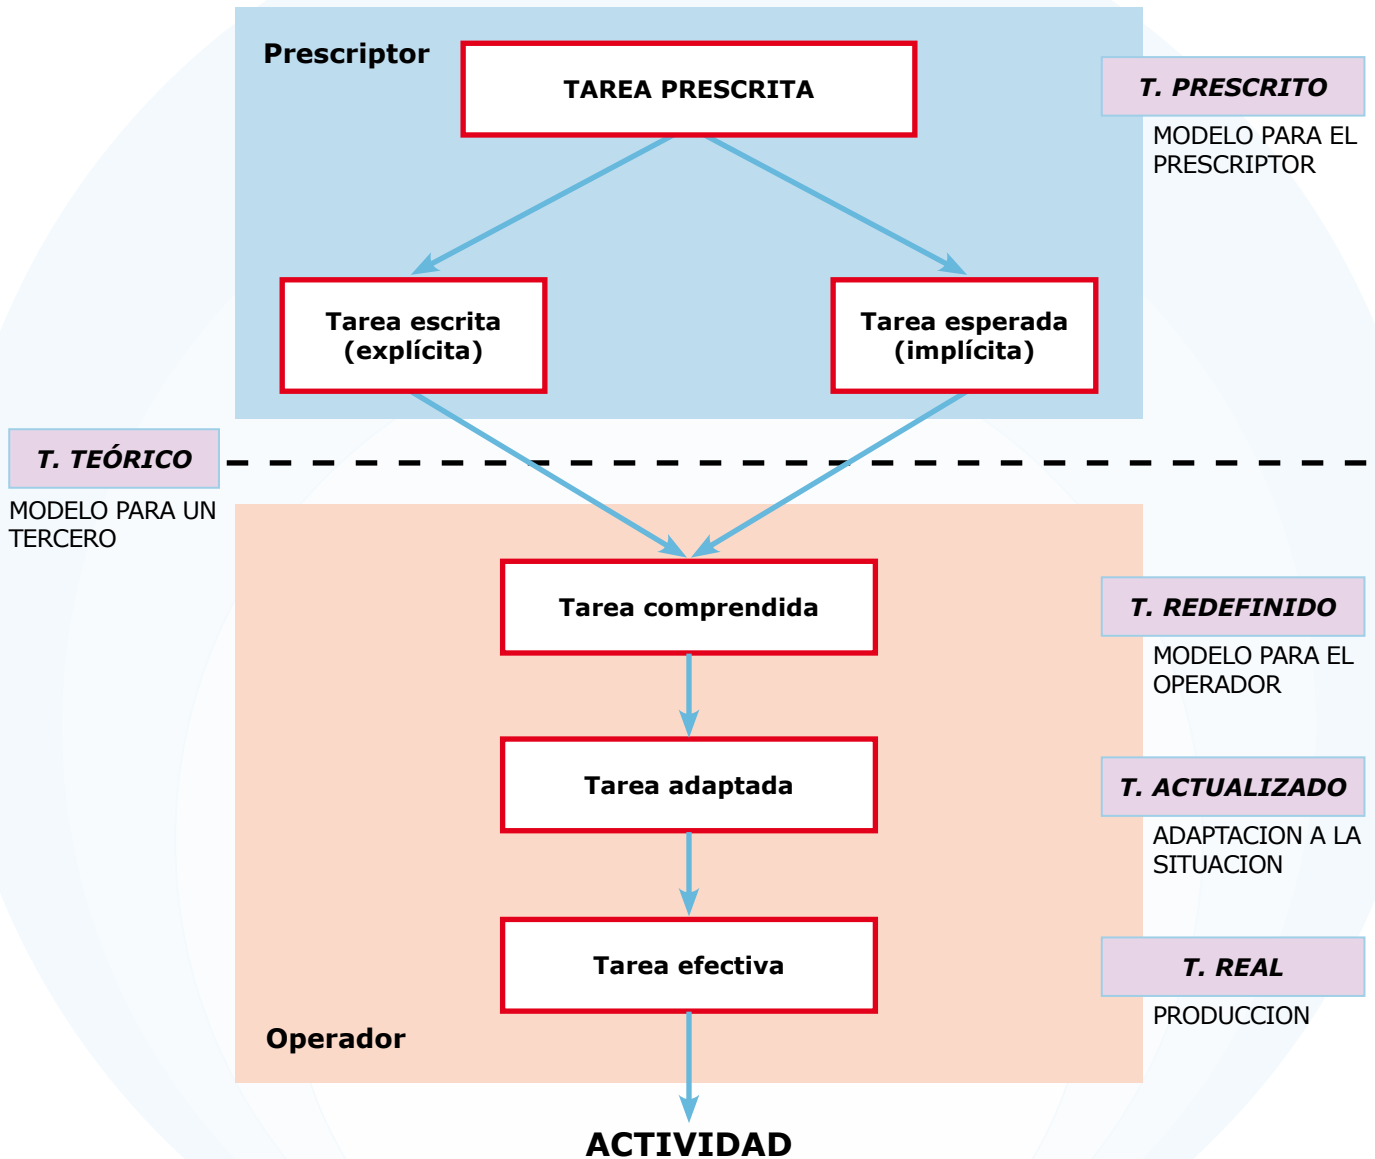 Prescriptor
TAREA PRESCRITA
T. PRESCRITO
MODELO PARA EL
PRESCRIPTOR
Tarea escrita
(explícita)
Tarea esperada
(implícita)
T. TEÓRICO
MODELO PARA UN
TERCERO
Tarea comprendida
T. REDEFINIDO
MODELO PARA EL
OPERADOR
Tarea adaptada
T. ACTUALIZADO
ADAPTACION A LA
SITUACION
Tarea efectiva
T. REAL
PRODUCCION
Operador
ACTIVIDAD